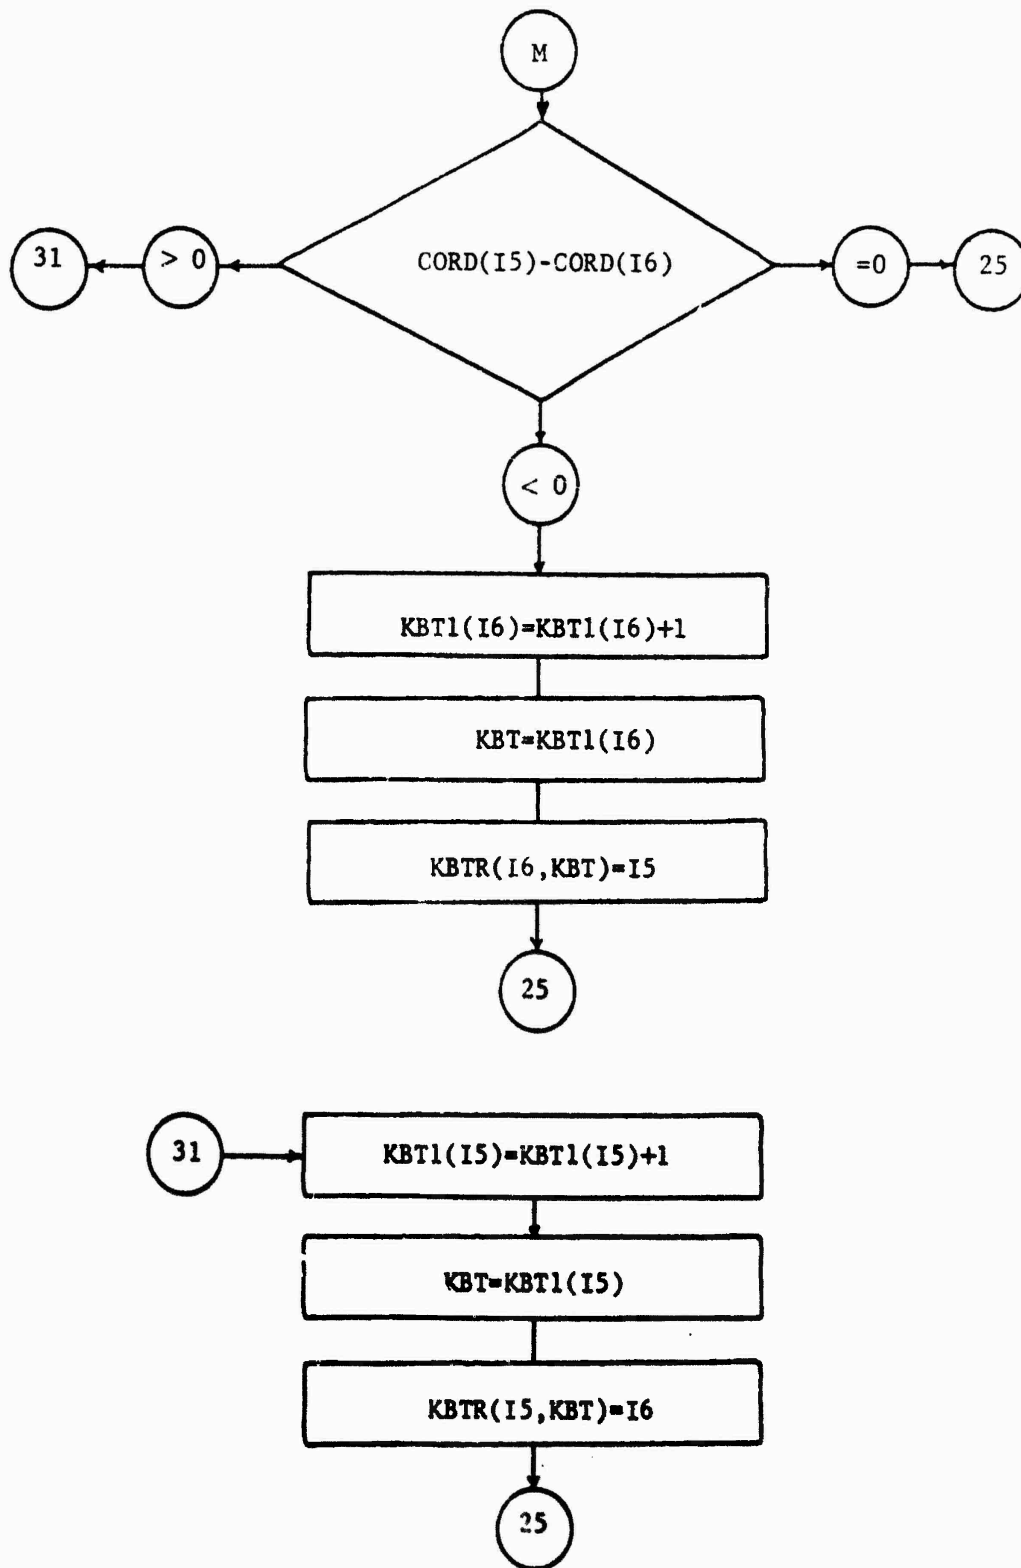 M
31
> 0
CORD(I5)-CORD(I6)
=0
25
< 0
KBT1(I6)=KBT1(I6)+1
KBT=KBT1(I6)
KBTR(I6,KBT)=I5
25
31
KBT1(I5)=KBT1(I5)+1
KBT=KBT1(I5)
KBTR(I5,KBT)=I6
25